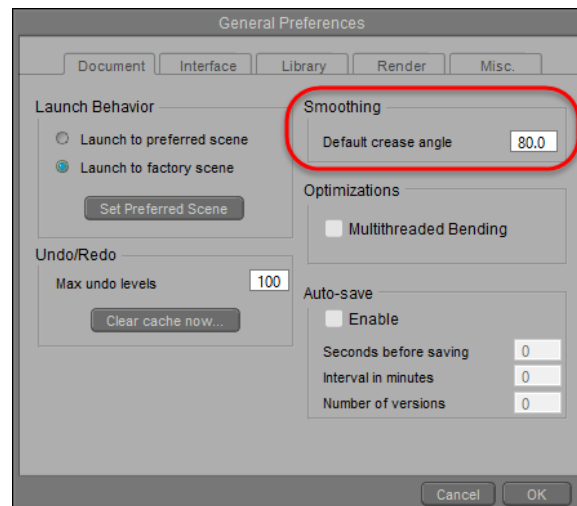 General Preferences
Document
Interface
Library
Render
Misc.
Launch Behavior
Launch to preferred scene
Launch to factory scene
Set Preferred Scene
Undo/Redo
Max undo levels 100
Clear cache now...
Smoothing
Default crease angle 80.0
Optimizations
Multithreaded Bending
Auto-save
Enable
Seconds before saving 0
Interval in minutes 0
Number of versions 0
Cancel
OK